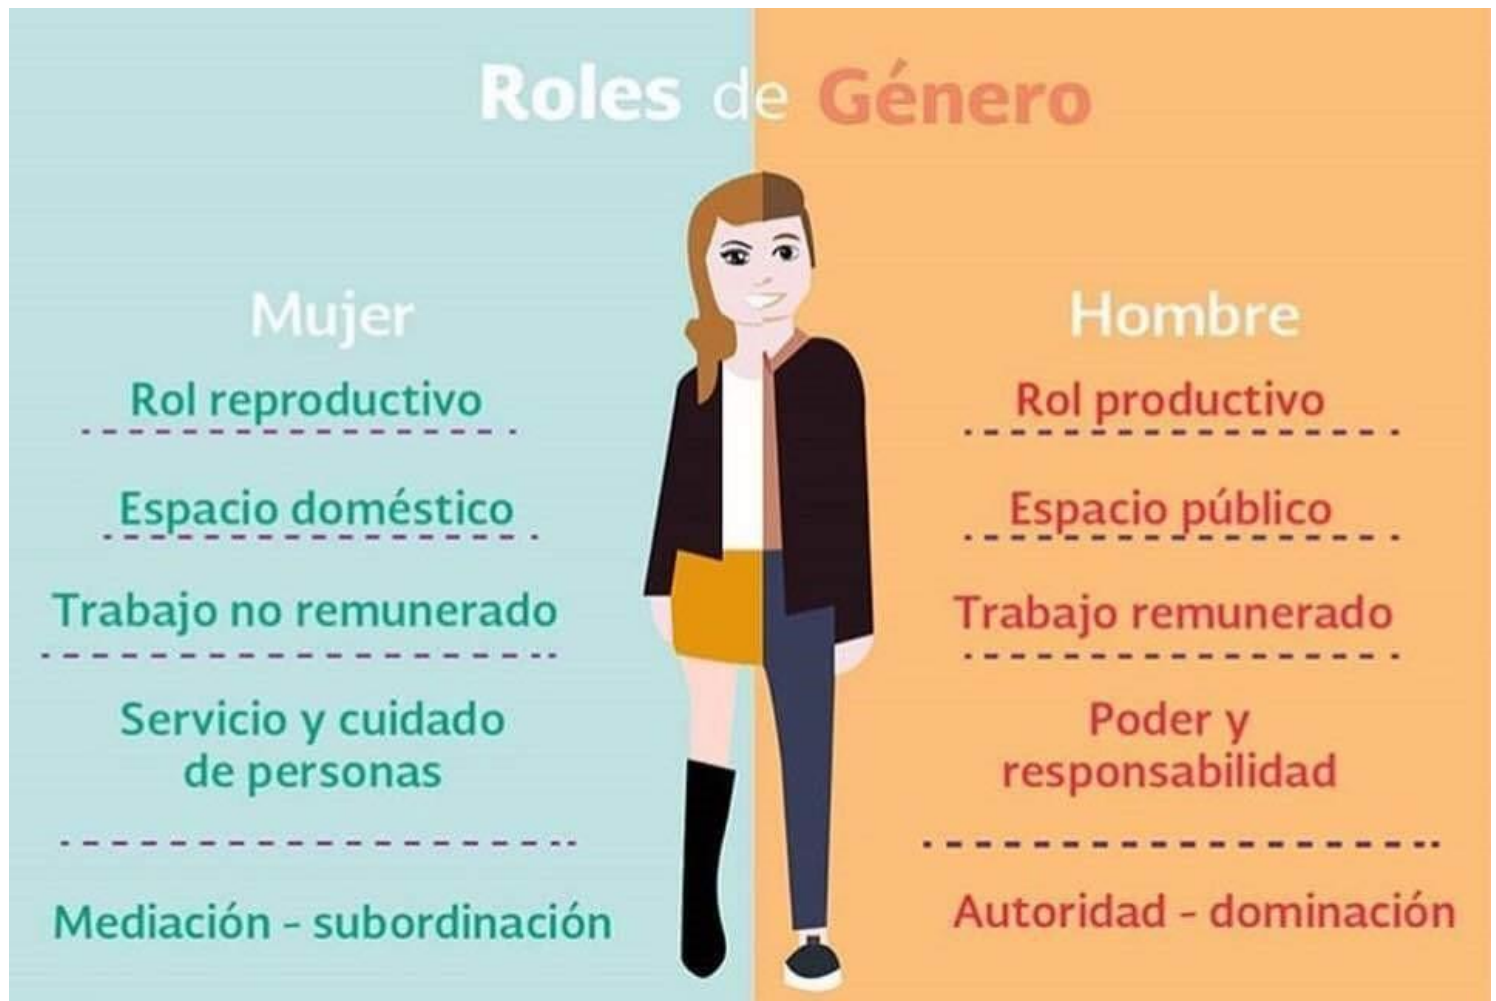 Roles de Género
Mujer
Rol reproductivo
Espacio doméstico
Trabajo no remunerado
Servicio y cuidado
de personas
Mediación - subordinación
Hombre
Rol productivo
Espacio público
Trabajo remunerado
Poder y
responsabilidad
Autoridad - dominación